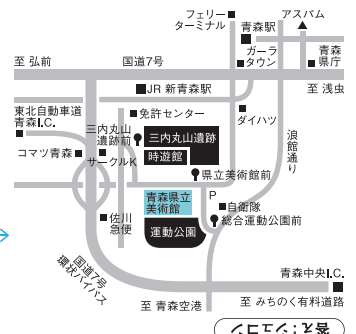 フェリー
ターミナル
青森駅
アスパム
ガーラ
タウン
青森
県庁
至 弘前
国道7号
至 浅虫
JR 新青森駅
東北自動車道
青森I.C.
免許センター
ダイハツ
三内丸山
遺跡前
三内丸山遺跡
時遊館
浪館通り
コマツ青森
サークルK
県立美術館前
青森県立
美術館
P
自衛隊
佐川
急便
運動公園
総合運動公園前
国道7号
環状バイパス
青森中央I.C.
至 青森空港
至 みちのく有料道路
答え：ジュゴン